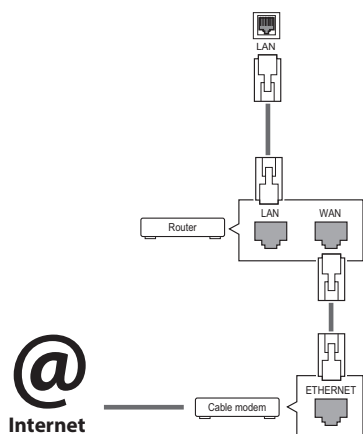 LAN
LAN WAN
Router
ETHERNET
@
Cable modem
Internet